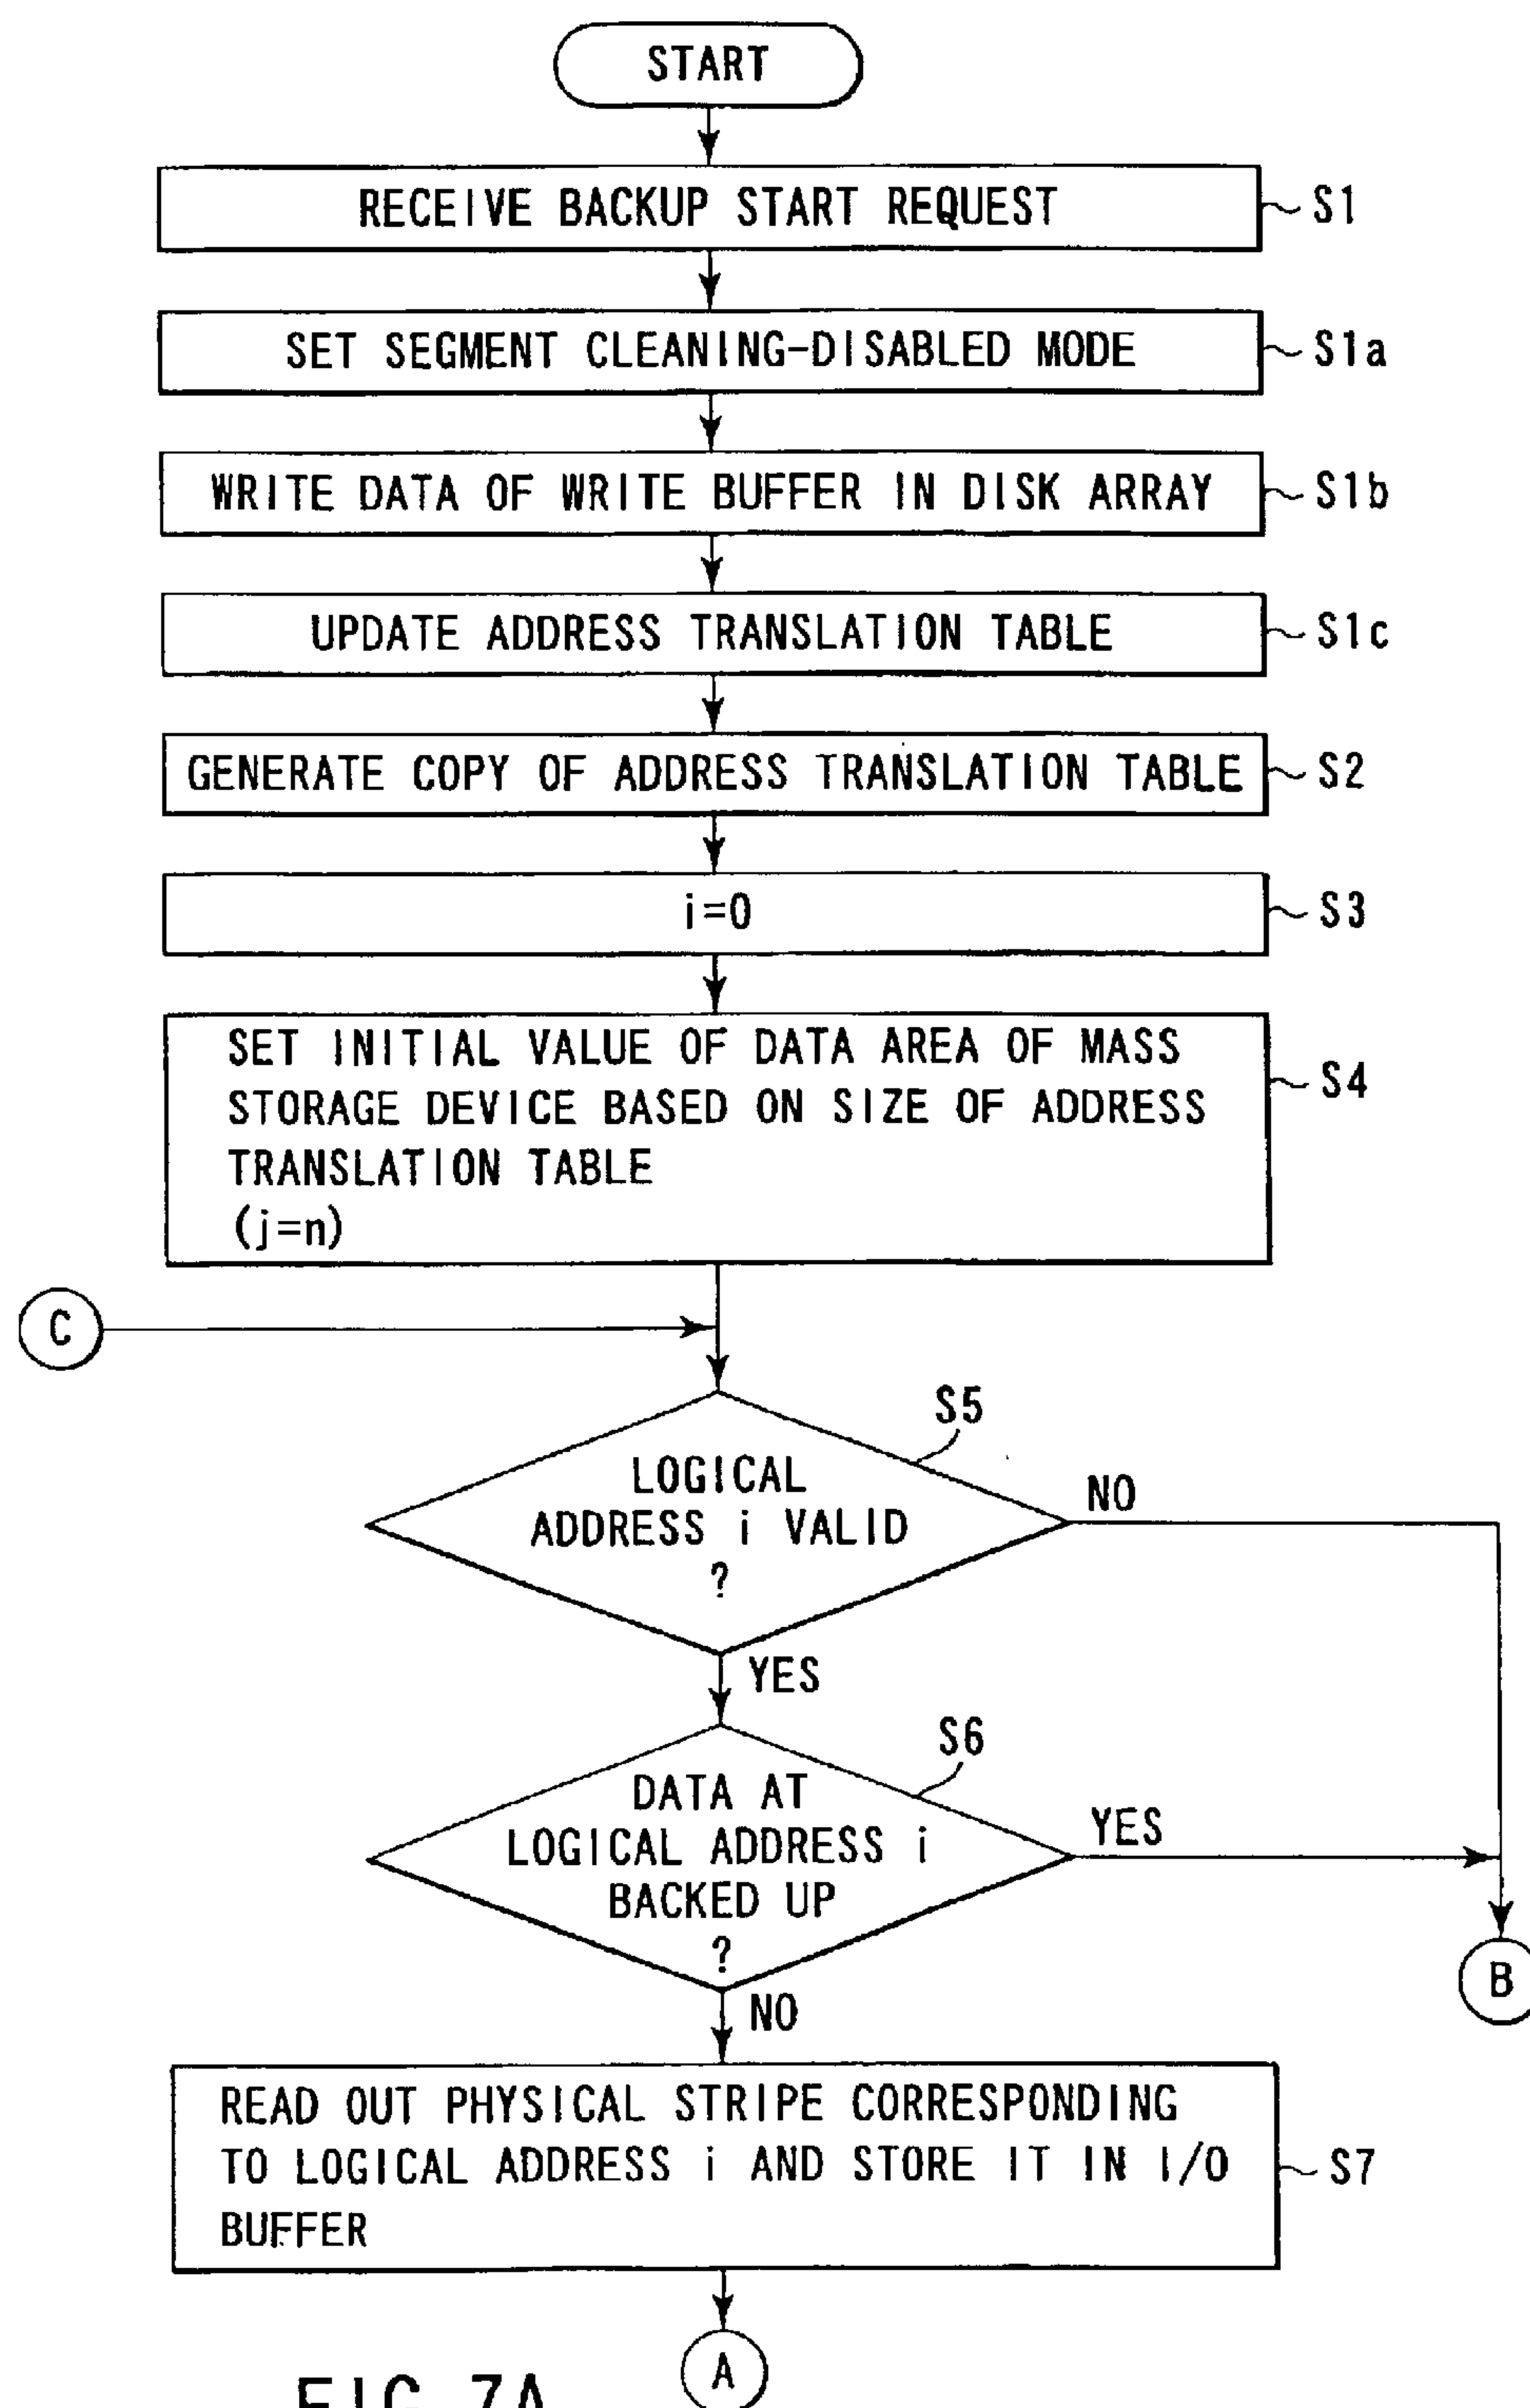 START
RECEIVE BACKUP START REQUEST
S1
SET SEGMENT CLEANING-DISABLED MODE
S1a
WRITE DATA OF WRITE BUFFER IN DISK ARRAY
S1b
UPDATE ADDRESS TRANSLATION TABLE
S1c
GENERATE COPY OF ADDRESS TRANSLATION TABLE
S2
i=0
S3
SET INITIAL VALUE OF DATA AREA OF MASS
STORAGE DEVICE BASED ON SIZE OF ADDRESS
TRANSLATION TABLE
(j=n)
S4
C
S5
LOGICAL
ADDRESS i VALID
?
NO
YES
S6
DATA AT
LOGICAL ADDRESS i
BACKED UP
?
YES
B
NO
READ OUT PHYSICAL STRIPE CORRESPONDING
TO LOGICAL ADDRESS i AND STORE IT IN I/O
BUFFER
S7
A
FIG. 7A